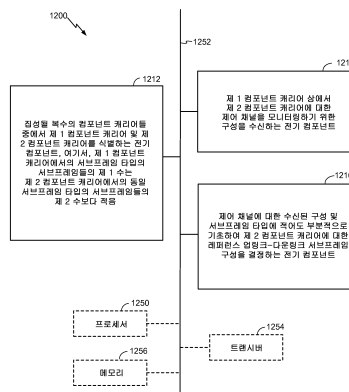 1200
1252
1212
집성될 복수의 컴포넌트 캐리어들
중에서 제 1 컴포넌트 캐리어 및 제
2 컴포넌트 캐리어를 식별하는 전기
컴포넌트, 여기서, 제 1 컴포넌트
캐리어에서의 서브프레임 타입의
서브프레임들의 제 1 수는
제 2 컴포넌트 캐리어에서의 동일
서브프레임 타입의 서브프레임들의
제 2 수보다 적음
제 1 컴포넌트 캐리어 상에서
제 2 컴포넌트 캐리어에 대한
제어 채널을 모니터링하기 위한
구성을 수신하는 전기 컴포넌트
1216
제어 채널에 대한 수신된 구성 및
서브프레임 타입에 적어도 부분적으로
기초하여 제 2 컴포넌트 캐리어에 대한
레퍼런스 업링크-다운링크 서브프레임
구성을 결정하는 전기 컴포넌트
1250
프로세서
1254
트랜시버
1256
메모리